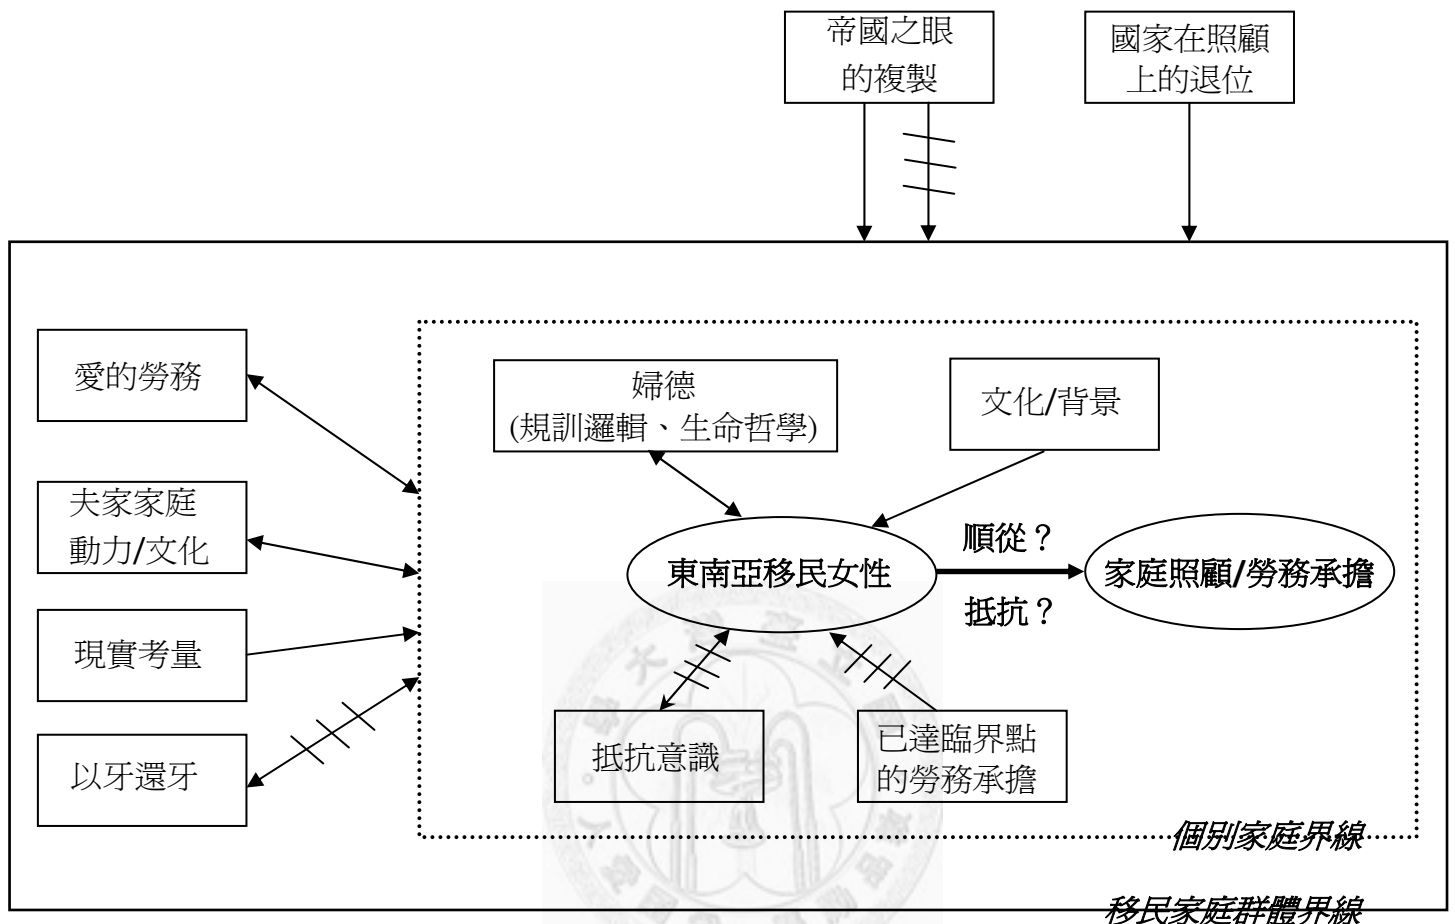 帝國之眼
的複製
國家在照顧
上的退位
愛的勞務
婦德
(規訓邏輯、生命哲學)
文化/背景
夫家家庭
動力/文化
順從？
東南亞移民女性
家庭照顧/勞務承擔
抵抗？
現實考量
抵抗意識
已達臨界點
的勞務承擔
以牙還牙
個別家庭界線
移民家庭群體界線